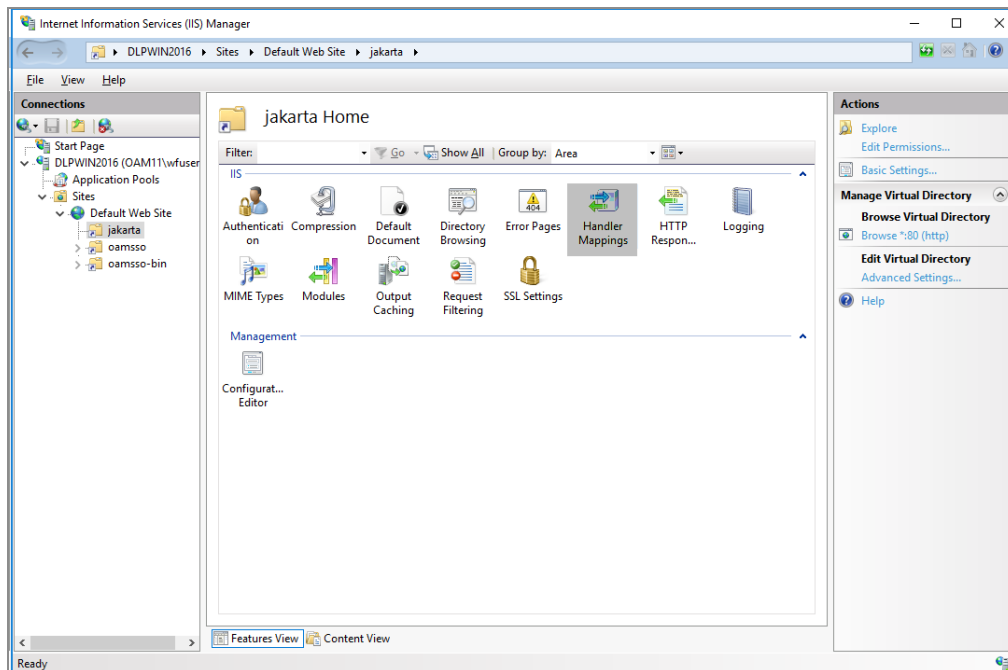 Internet Information Services (IIS) Manager
DLPWIN2016 Sites Default Web Site jakarta
File View Help
Connections
Start Page
DLPWIN2016 (OAM11\wfuser
Application Pools
Sites
Default Web Site
jakarta
oamsso
oamsso-bin
jakarta Home
Filter: Go Show All Group by: Area
IIS
Authenticati
on
Compression
Default
Document
Directory
Browsing
Error Pages
404
Handler
Mappings
HTTP
Respon...
Logging
MIME Types
Modules
Output
Caching
Request
Filtering
SSL Settings
Management
Configurat...
Editor
Features View Content View
Actions
Explore
Edit Permissions...
Basic Settings...
Manage Virtual Directory
Browse Virtual Directory
Browse *:80 (http)
Edit Virtual Directory
Advanced Settings...
Help
Ready